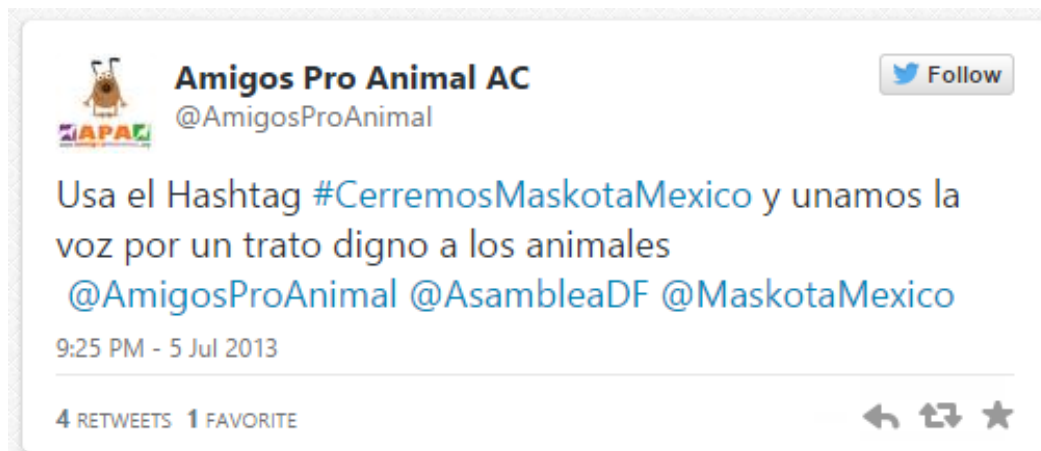 Amigos Pro Animal AC
@AmigosProAnimal
Follow
APA
Usa el Hashtag #CerremosMaskotaMexico y unamos la
voz por un trato digno a los animales
@AmigosProAnimal @AsambleaDF @MaskotaMexico
9:25 PM - 5 Jul 2013
4 RETWEETS 1 FAVORITE